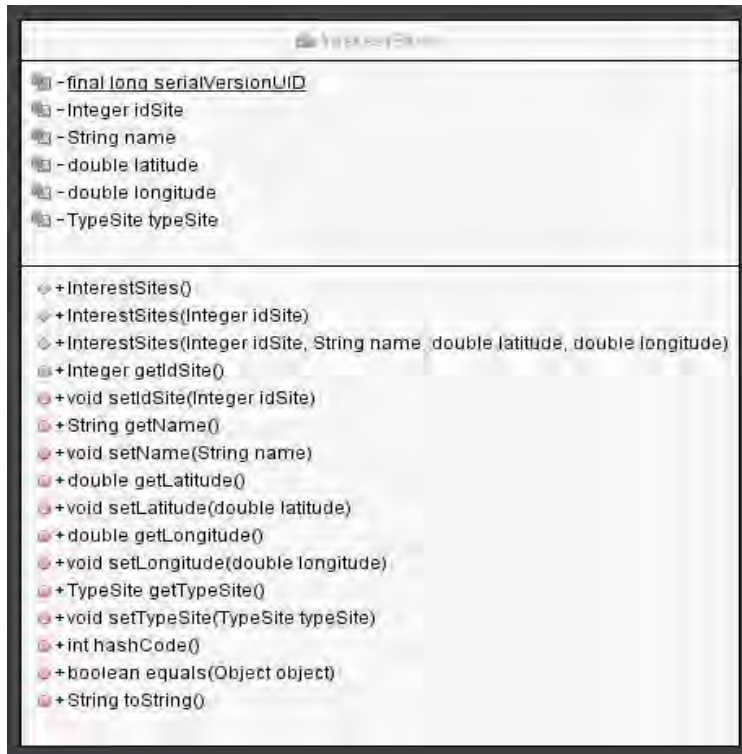 -final long serialVersionUID
-Integer idSite
-String name
-double latitude
-double longitude
-TypeSite typeSite
+InterestSites()
+InterestSites(Integer idSite)
+InterestSites(Integer idSite, String name, double latitude, double longitude)
+Integer getIdSite()
+void setIdSite(Integer idSite)
+String getName()
+void setName(String name)
+double getLatitude()
+void setLatitude(double latitude)
+double getLongitude()
+void setLongitude(double longitude)
+TypeSite getTypeSite()
+void setTypeSite(TypeSite typeSite)
+int hashCode()
+boolean equals(Object object)
+String toString()